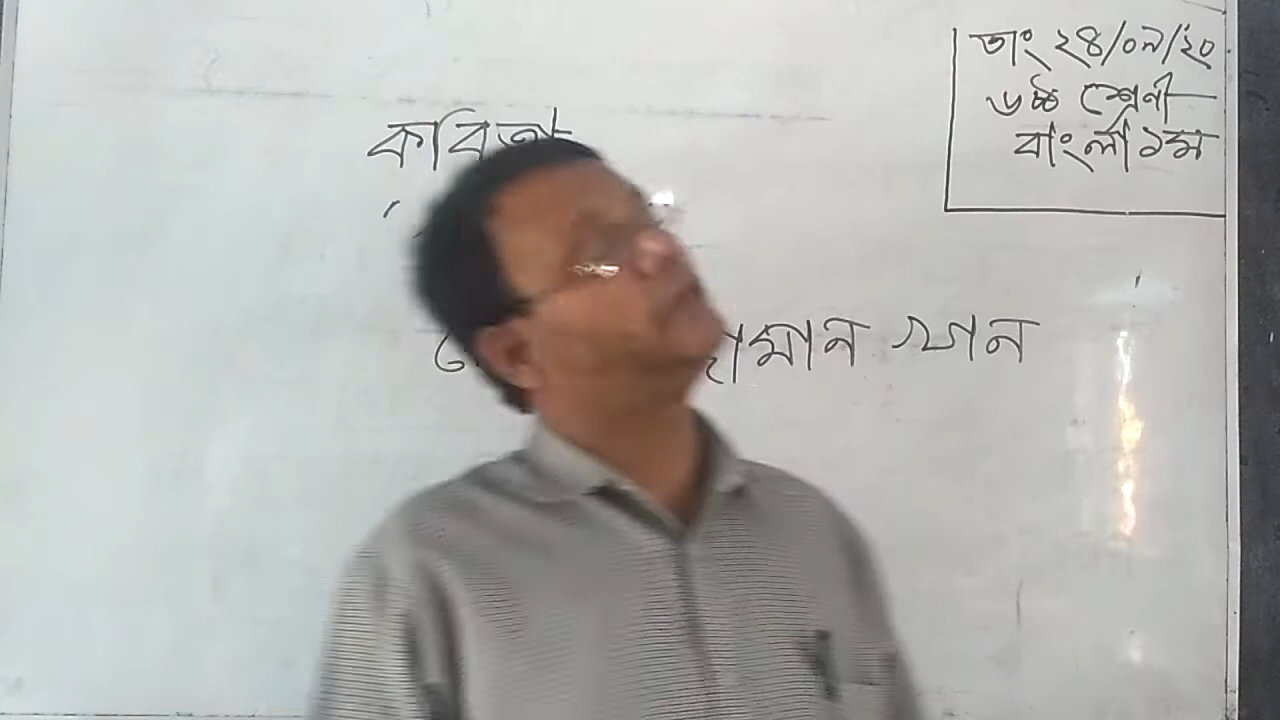 কবিতা
মান খান
তাং ২৪/০৯/২০
৬ষ্ঠ শ্রেণী
বাংলা ১ম